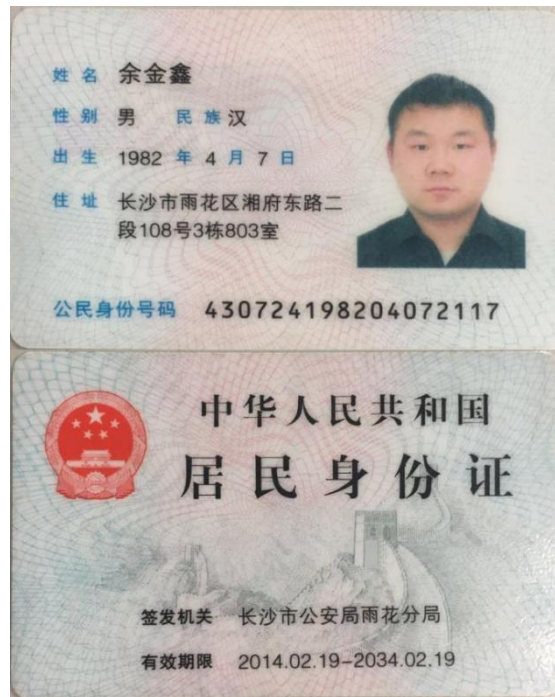 姓名 余金鑫
性别 男 民族 汉
出生 1982 年 4 月 7 日
住址 长沙市雨花区湘府东路二
段108号3栋803室
公民身份号码 430724198204072117
中华人民共和国
居民身份证
签发机关 长沙市公安局雨花分局
有效期限 2014.02.19-2034.02.19